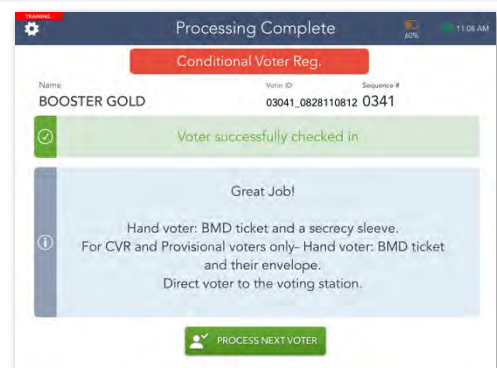 TRAINING
Processing Complete
60%
11:08 AM
Conditional Voter Reg.
Name
Voter ID
Sequence #
BOOSTER GOLD
03041_0828110812
0341
Voter successfully checked in
Great Job!
Hand voter: BMD ticket and a secrecy sleeve.
For CVR and Provisional voters only- Hand voter: BMD ticket
and their envelope.
Direct voter to the voting station.
PROCESS NEXT VOTER